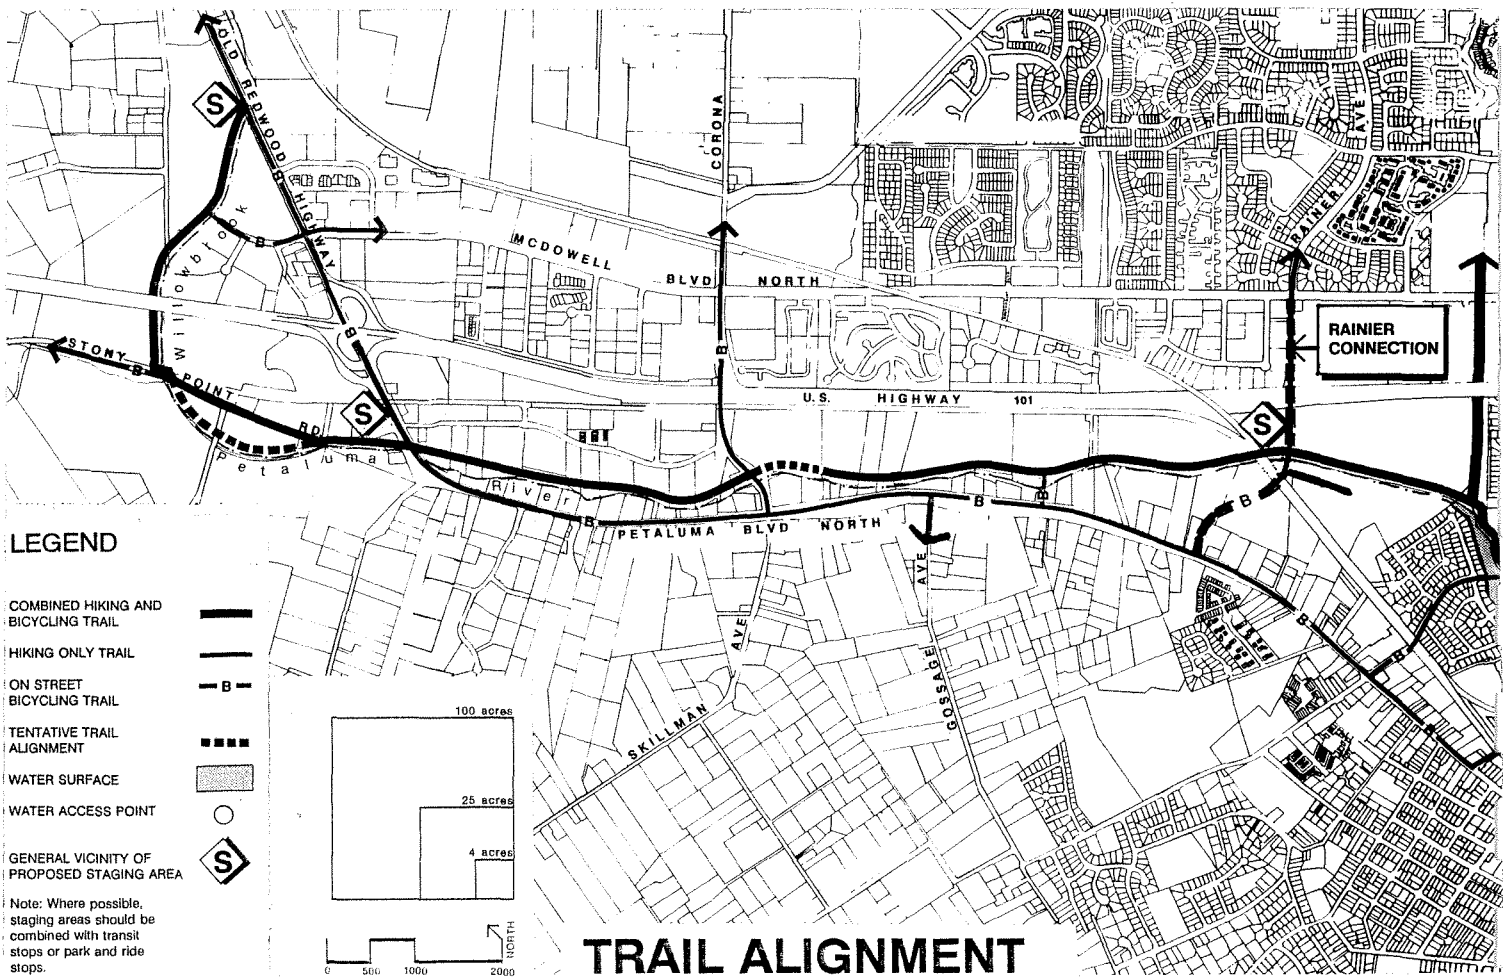 OLD REDWOOD HIGHWAY
S
B
Willowbrook
B
CORONA
AVE
RAINER
MCDOWELL
BLVD NORTH
B
B
RAINIER
CONNECTION
STONY
B
POINT
RD
U.S. HIGHWAY 101
S
S
Petaluma
River
B
B
B
B
PETALUMA BLVD NORTH
AVE
AVE
GOSSAGE
SKILLMAN
B
B
B
LEGEND
COMBINED HIKING AND
BICYCLING TRAIL
HIKING ONLY TRAIL
ON STREET
BICYCLING TRAIL
B
TENTATIVE TRAIL
ALIGNMENT
WATER SURFACE
WATER ACCESS POINT
GENERAL VICINITY OF
PROPOSED STAGING AREA
S
Note: Where possible,
staging areas should be
combined with transit
stops or park and ride
stops.
100 acres
25 acres
4 acres
NORTH
0 500 1000 2000
TRAIL ALIGNMENT